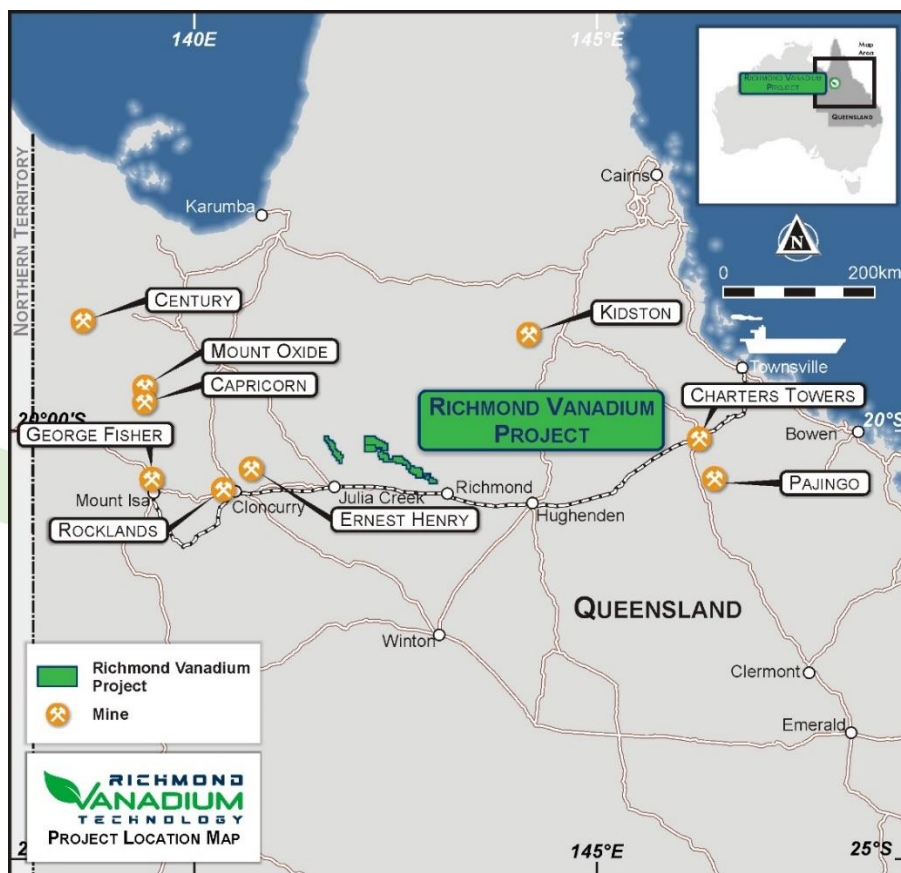 140E
145E
Map
Area
RICHMOND VANADIUM
PROJECT
QUEENSLAND
NORTHERN TERRITORY
Cairns
Karumba
N
0 200km
CENTURY
KIDSTON
MOUNT OXIDE
CAPRICORN
Townsville
20°00'S
RICHMOND VANADIUM
PROJECT
CHARTERS TOWERS
20°S
GEORGE FISHER
Bowen
Mount Isa
Cloncurry
Julia Creek
Richmond
PAJINGO
ROCKLANDS
ERNEST HENRY
Hughenden
QUEENSLAND
Winton
Clermont
Richmond Vanadium
Project
Mine
Emerald
RICHMOND
VANADIUM
TECHNOLOGY
PROJECT LOCATION MAP
145°E
25°S